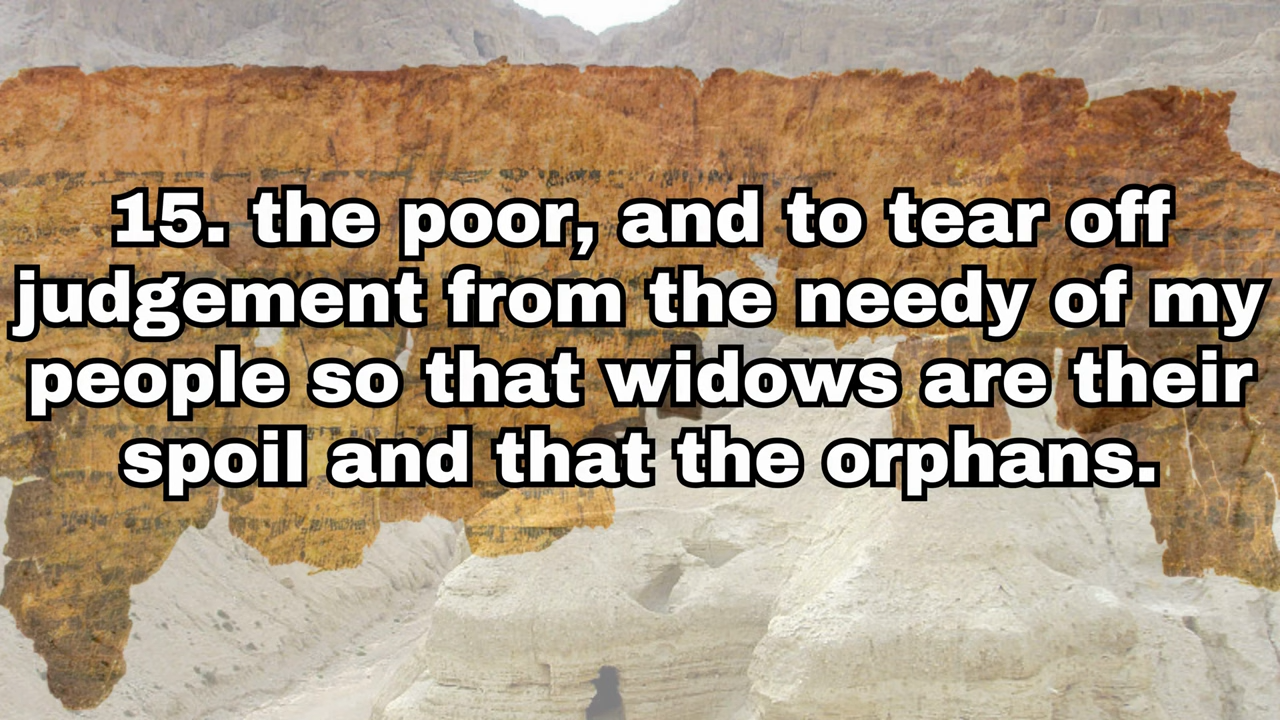 15. the poor, and to tear off
judgement from the needy of my
people so that widows are their
spoil and that the orphans.